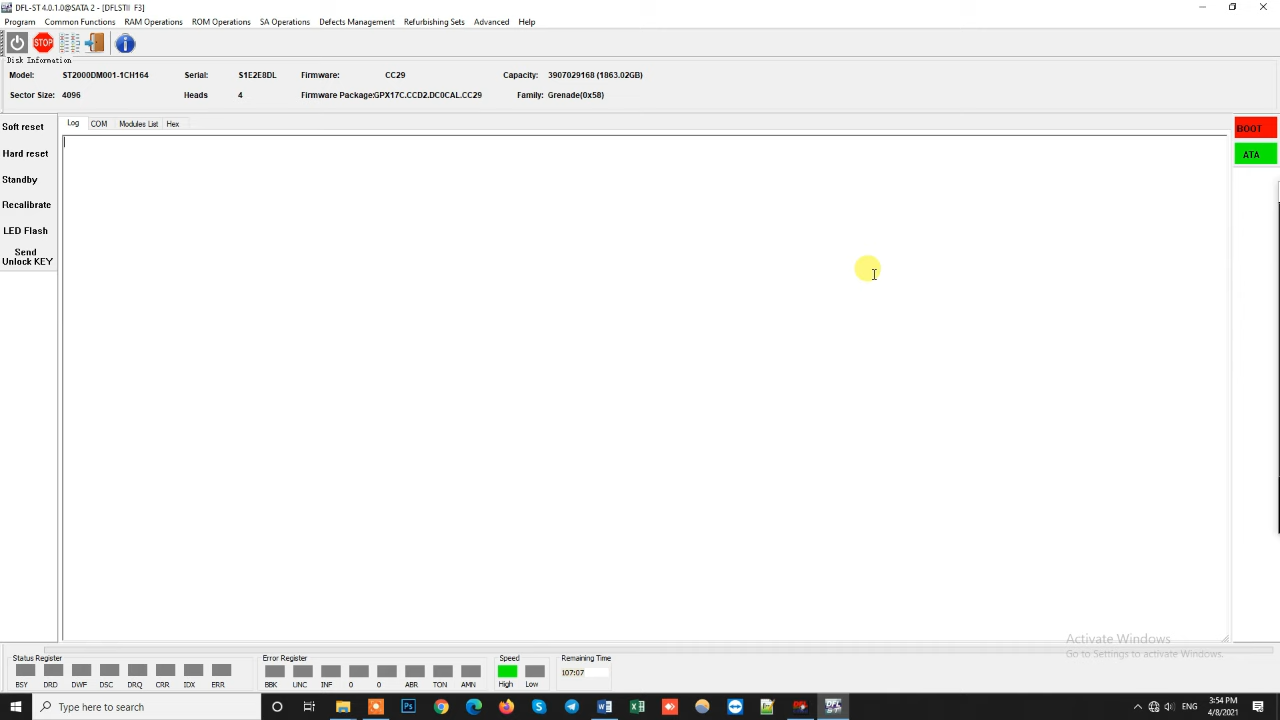 DFL-ST 4.0.1.0@SATA 2 - [DFLSTII F3]
Program Common Functions RAM Operations ROM Operations SA Operations Defects Management Refurbishing Sets Advanced Help
STOP
Disk Information
Model: ST2000DM001-1CH164 Serial: S1E2E8DL Firmware: CC29 Capacity: 3907029168 (1863.02GB)
Sector Size: 4096 Heads 4 Firmware Package:GPX17C.CCD2.DC0CAL.CC29 Family: Grenade(0x58)
Log COM Modules List Hex
Soft reset
Hard reset
Standby
Recalibrate
LED Flash
Send
Unlock KEY
BOOT
ATA
Activate Windows
Go to Settings to activate Windows.
Status Register Error Register Speed Remaining Time
107:07
BSY DRD DWF DSC DRQ CRR IDX ERR BBK UNC INF 0 0 ABR TON AMN High Low
Type here to search
ENG
3:54 PM
4/8/2021